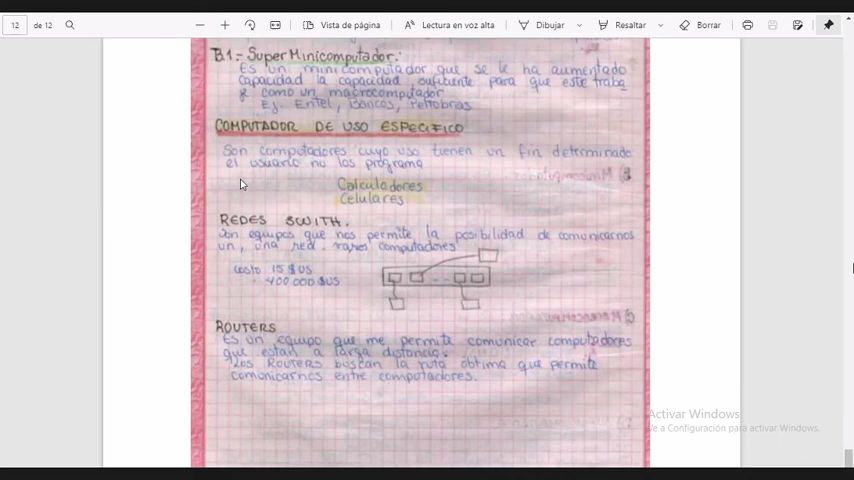 12 de 12 Vista de página Lectura en voz alta Dibujar Resaltar Borrar
B.1.- Super Minicomputador.-
Es un minicomputador que se le ha aumentado
capacidad la capacidad suficiente para que este traba
je como un macrocomputador
Ej. Entel, Bancos, Petrobras
COMPUTADOR DE USO ESPECIFICO
Son computadores cuyo uso tienen un fin determinado
el usuario no los programa
Calculadores
Celulares
REDES SWITH.
Son equipos que nos permite la posibilidad de comunicarnos
un, una red. varios computadores
Costo 15 $US
- 400.000 $US
ROUTERS
Es un equipo que me permite comunicar computadores
que estan a larga distancia.
Los ROUTERS buscan la ruta óptima que permite
comunicarnos entre computadores.
Activar Windows
Ve a Configuración para activar Windows.